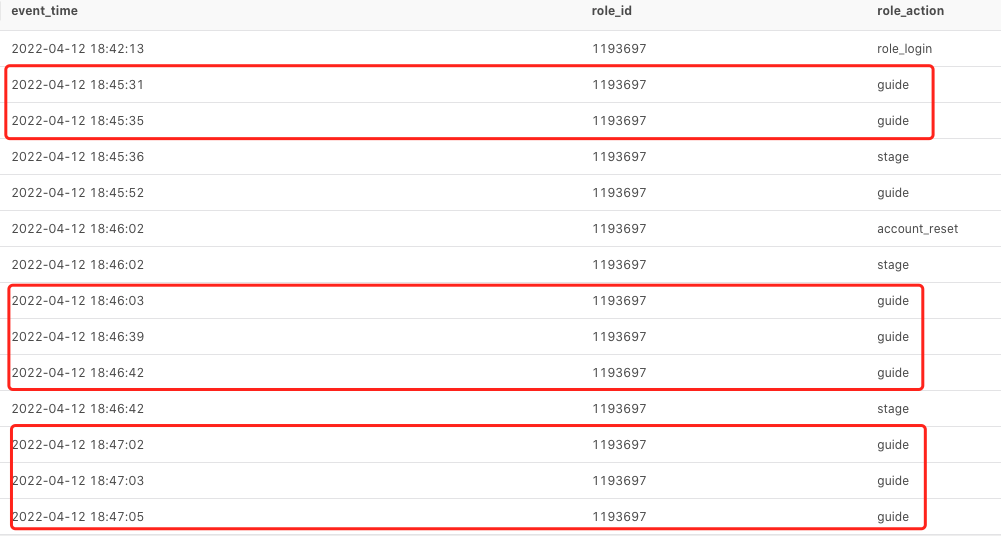 event_time role_id role_action
2022-04-12 18:42:13 1193697 role_login
2022-04-12 18:45:31 1193697 guide
2022-04-12 18:45:35 1193697 guide
2022-04-12 18:45:36 1193697 stage
2022-04-12 18:45:52 1193697 guide
2022-04-12 18:46:02 1193697 account_reset
2022-04-12 18:46:02 1193697 stage
2022-04-12 18:46:03 1193697 guide
2022-04-12 18:46:39 1193697 guide
2022-04-12 18:46:42 1193697 guide
2022-04-12 18:46:42 1193697 stage
2022-04-12 18:47:02 1193697 guide
2022-04-12 18:47:03 1193697 guide
2022-04-12 18:47:05 1193697 guide